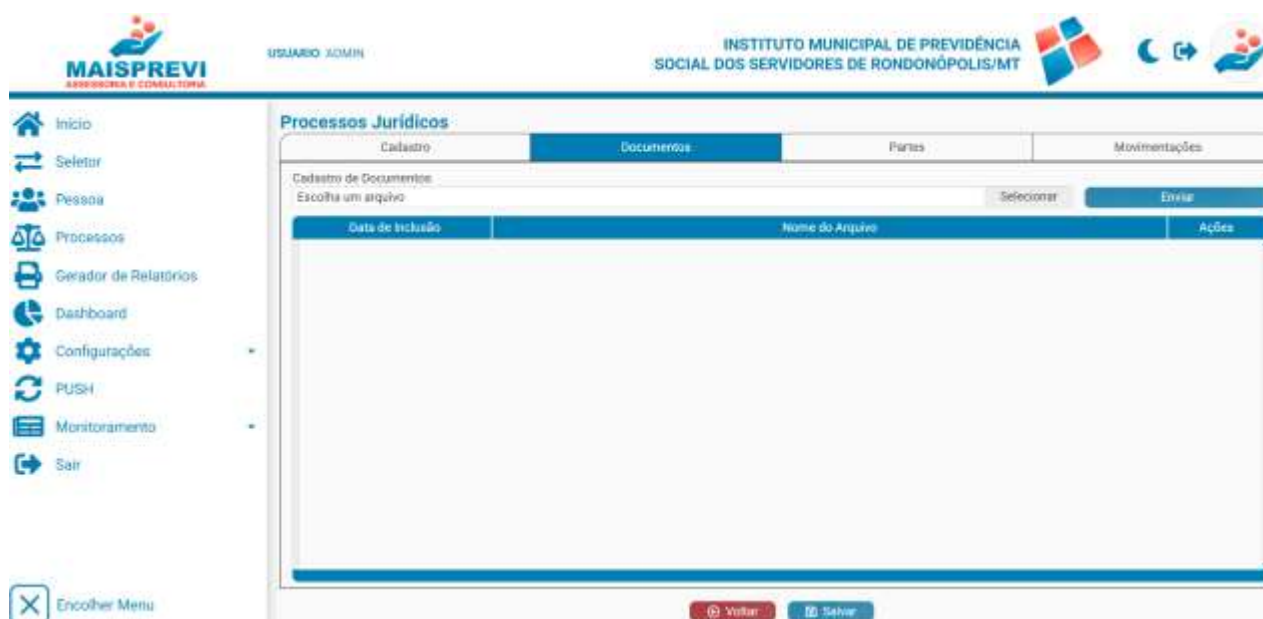 MAISPREVI
ASSESSORIA E CONSULTORIA
USUARIO ADMIN
INSTITUTO MUNICIPAL DE PREVIDÊNCIA
SOCIAL DOS SERVIDORES DE RONDONÓPOLIS/MT
Início
Seletor
Pessoa
Processos
Gerador de Relatórios
Dashboard
Configurações
PUSH
Monitoramento
Sair
Encolher Menu
Processos Jurídicos
Cadastro Documentos Partes Movimentações
Cadastro de Documentos
Escolha um arquivo Selecionar Enviar
Data de Inclusão Nome do Arquivo Ações
Voltar Salvar